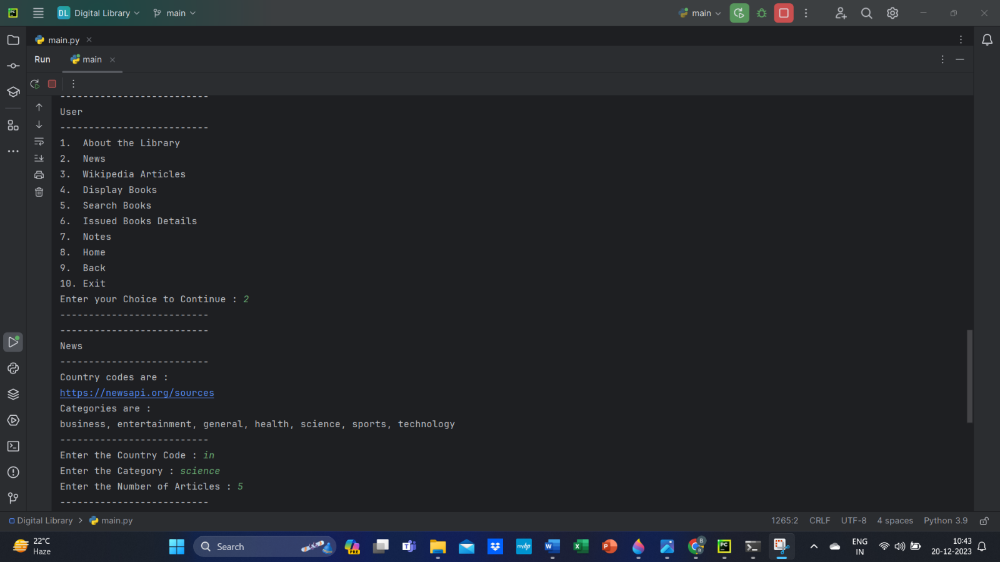 DL Digital Library main main
main.py
Run main
--------------------------
User
--------------------------
1.  About the Library
2.  News
3.  Wikipedia Articles
4.  Display Books
5.  Search Books
6.  Issued Books Details
7.  Notes
8.  Home
9.  Back
10. Exit
Enter your Choice to Continue : 2
--------------------------
--------------------------
News
--------------------------
Country codes are :
https://newsapi.org/sources
Categories are :
business, entertainment, general, health, science, sports, technology
--------------------------
Enter the Country Code : in
Enter the Category : science
Enter the Number of Articles : 5
--------------------------
Digital Library > main.py 1265:2 CRLF UTF-8 4 spaces Python 3.9
22°C
Haze
Search
ENG
IN
10:43
20-12-2023